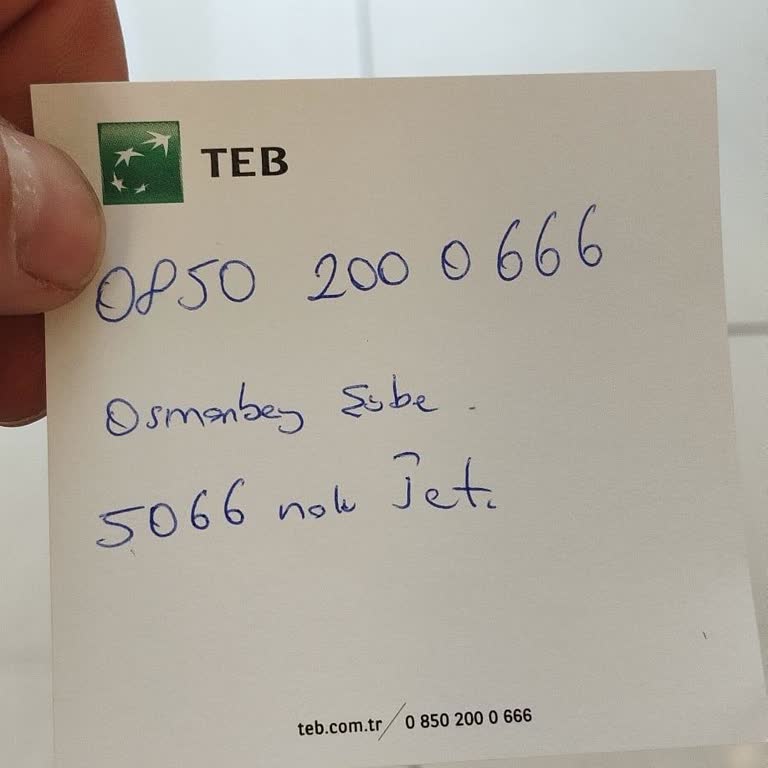 TEB
0850 200 0 666
Osmanbey Şube.
5066 nolu Jet.
teb.com.tr / 0 850 200 0 666